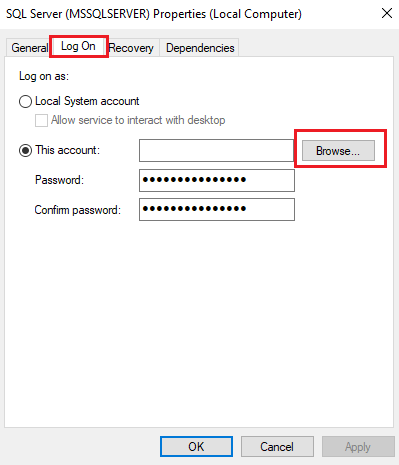 SQL Server (MSSQLSERVER) Properties (Local Computer)
General Log On Recovery Dependencies
Log on as:
Local System account
Allow service to interact with desktop
This account: Browse...
Password: •••••••••••••••
Confirm password: •••••••••••••••
OK Cancel Apply